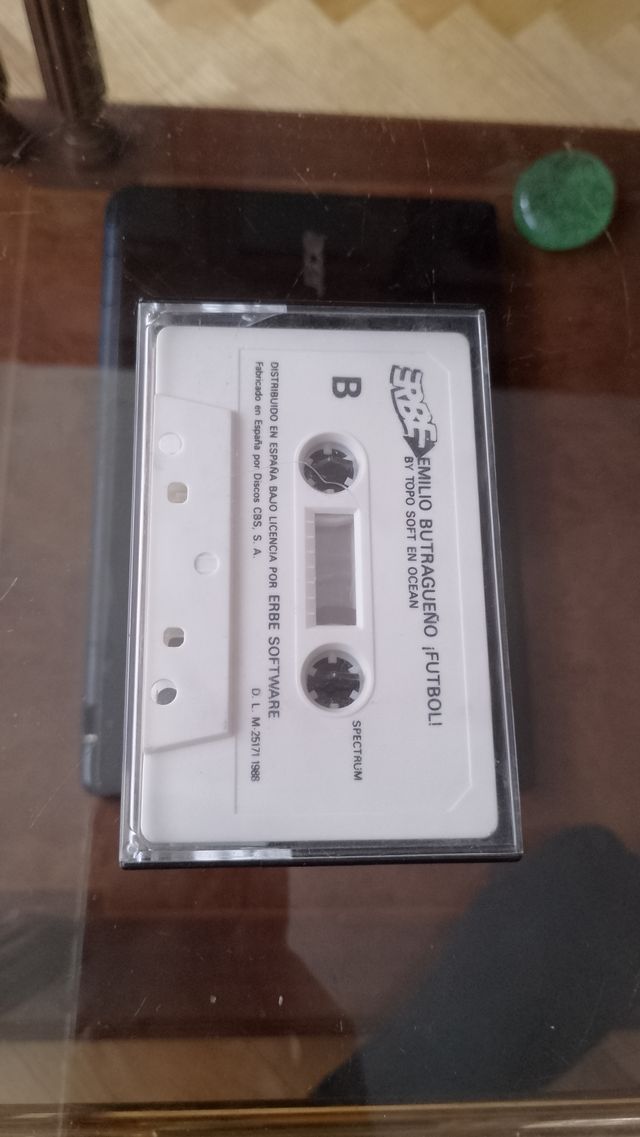 ERBE
EMILIO BUTRAGUEÑO ¡FUTBOL!
BY TOPO SOFT EN OCEAN
B
SPECTRUM
DISTRIBUIDO EN ESPAÑA BAJO LICENCIA POR ERBE SOFTWARE
Fabricado en España por Discos CBS, S. A. D. L. M-25171 1988
acer